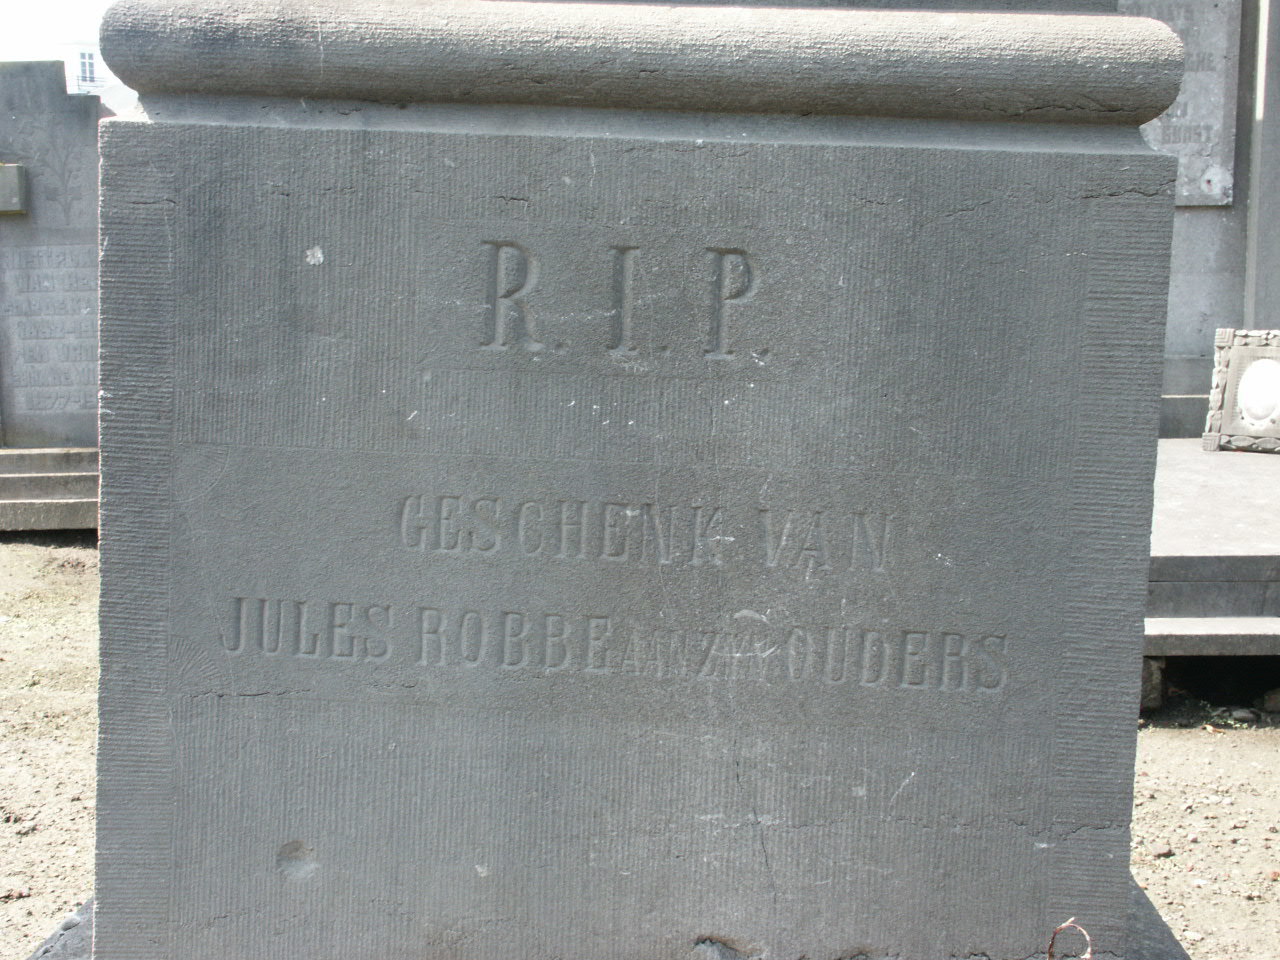 R. I. P.
GESCHENK VAN
JULES ROBBE AAN ZIJN OUDERS